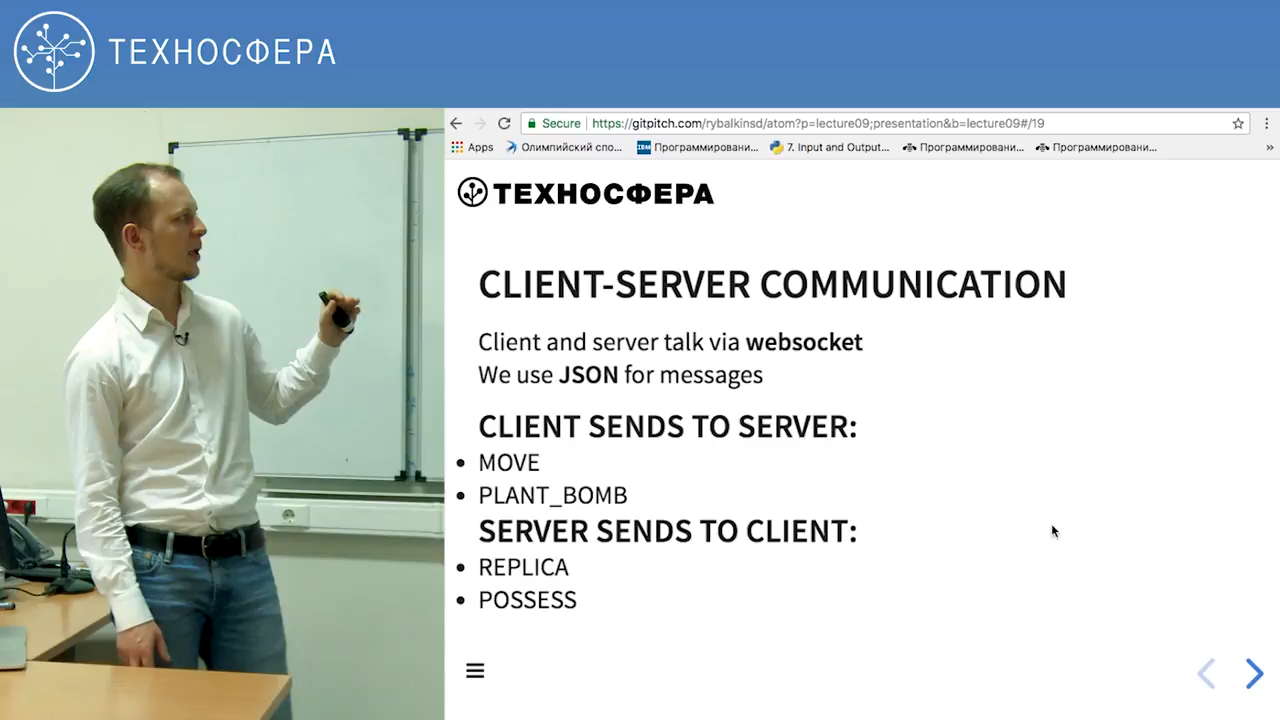 ТЕХНОСФЕРА
Secure https://gitpitch.com/rybalkinsd/atom?p=lecture09;presentation&b=lecture09#/19
Apps Олимпийский спо... IBM Программировани... 7. Input and Output... Программировани... Программировани...
ТЕХНОСФЕРА
CLIENT-SERVER COMMUNICATION
Client and server talk via websocket
We use JSON for messages
CLIENT SENDS TO SERVER:
• MOVE
• PLANT_BOMB
SERVER SENDS TO CLIENT:
• REPLICA
• POSSESS